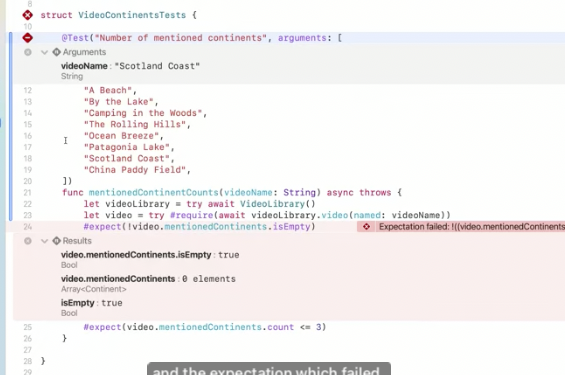 8
9 struct VideoContentsTests {
10
@Test("Number of mentioned continents", arguments: [
Arguments
videoName: "Scotland Coast"
String
12 "A Beach",
13 "By the Lake",
14 "Camping in the Woods",
15 "The Rolling Hills",
16 "Ocean Breeze",
17 "Patagonia Lake",
18 "Scotland Coast",
19 "China Paddy Field",
20 ])
21 func mentionedContinentCounts(videoName: String) async throws {
22 let videoLibrary = try await VideoLibrary()
23 let video = try #require(await videoLibrary.video(named: videoName))
24 #expect(!video.mentionedContinents.isEmpty) Expectation failed: !((video.mentionedContinents
Results
video.mentionedContinents.isEmpty: true
Bool
video.mentionedContinents: 0 elements
Array<Continent>
isEmpty: true
Bool
25 #expect(video.mentionedContinents.count <= 3)
26 }
27
28 }
29
and the expectation which failed